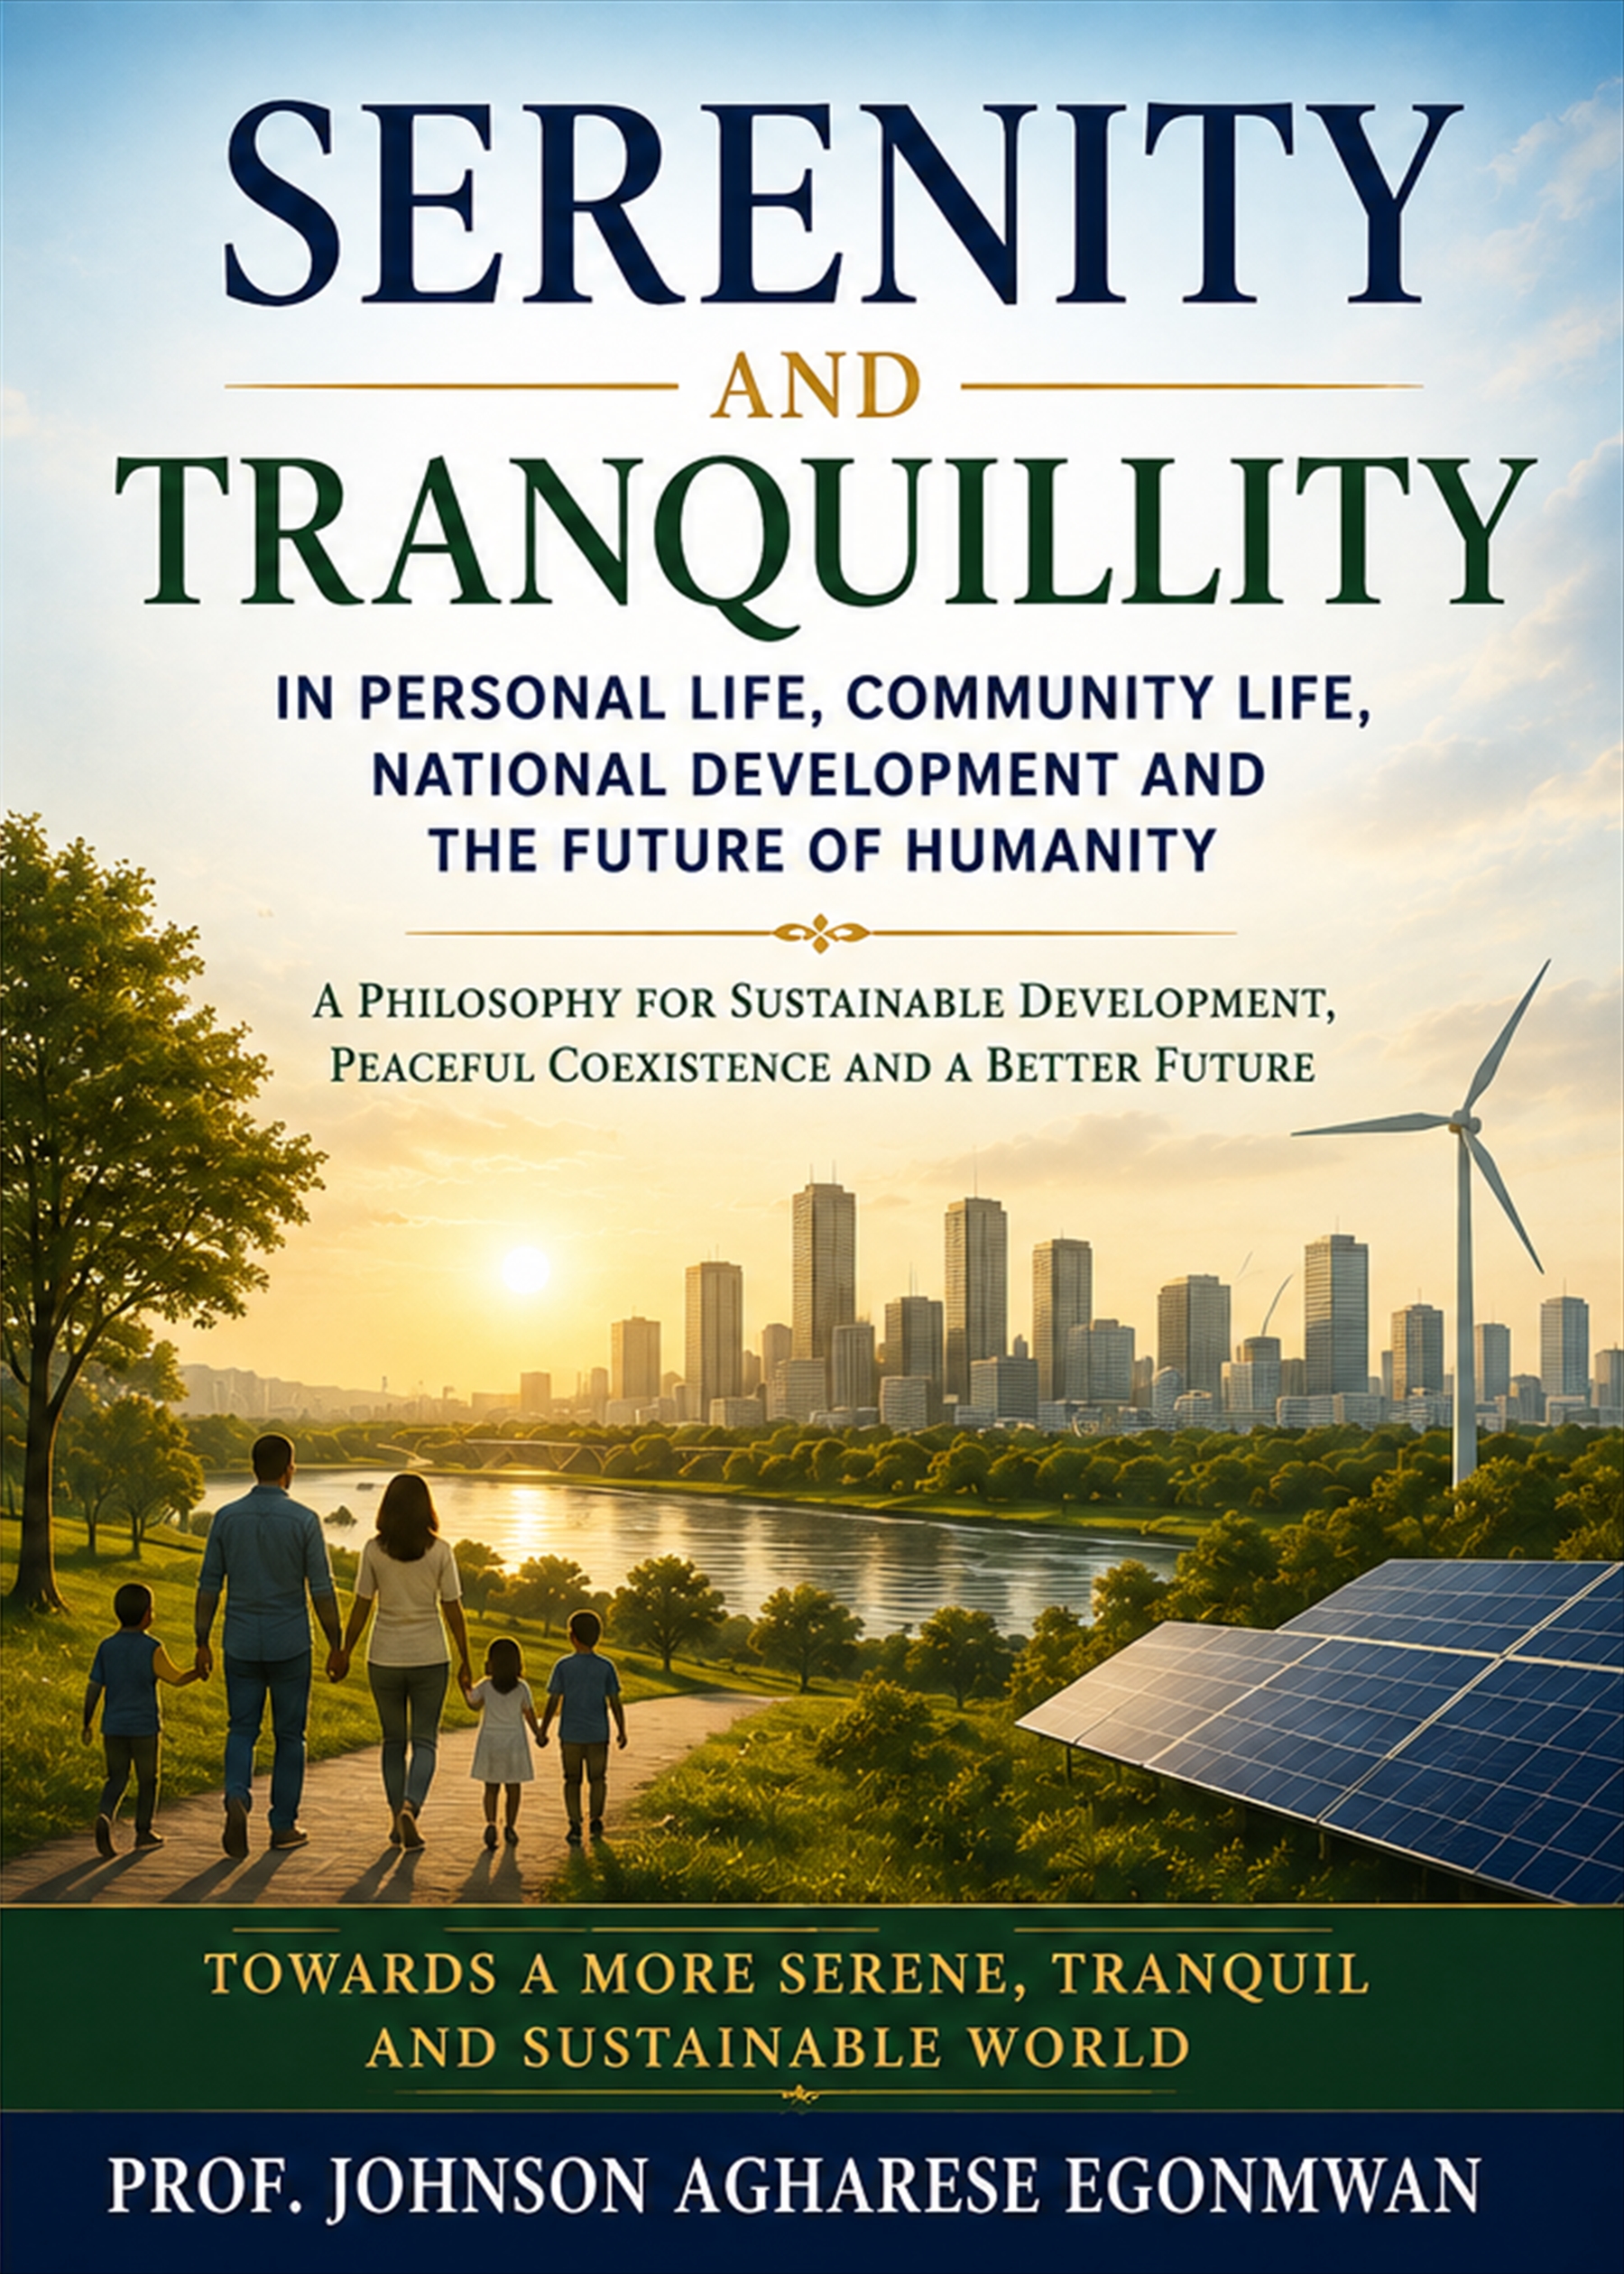 SERENITY
AND
TRANQUILLITY
IN PERSONAL LIFE, COMMUNITY LIFE,
NATIONAL DEVELOPMENT AND
THE FUTURE OF HUMANITY
A PHILOSOPHY FOR SUSTAINABLE DEVELOPMENT,
PEACEFUL COEXISTENCE AND A BETTER FUTURE
TOWARDS A MORE SERENE, TRANQUIL
AND SUSTAINABLE WORLD
PROF. JOHNSON AGHARESE EGONMWAN